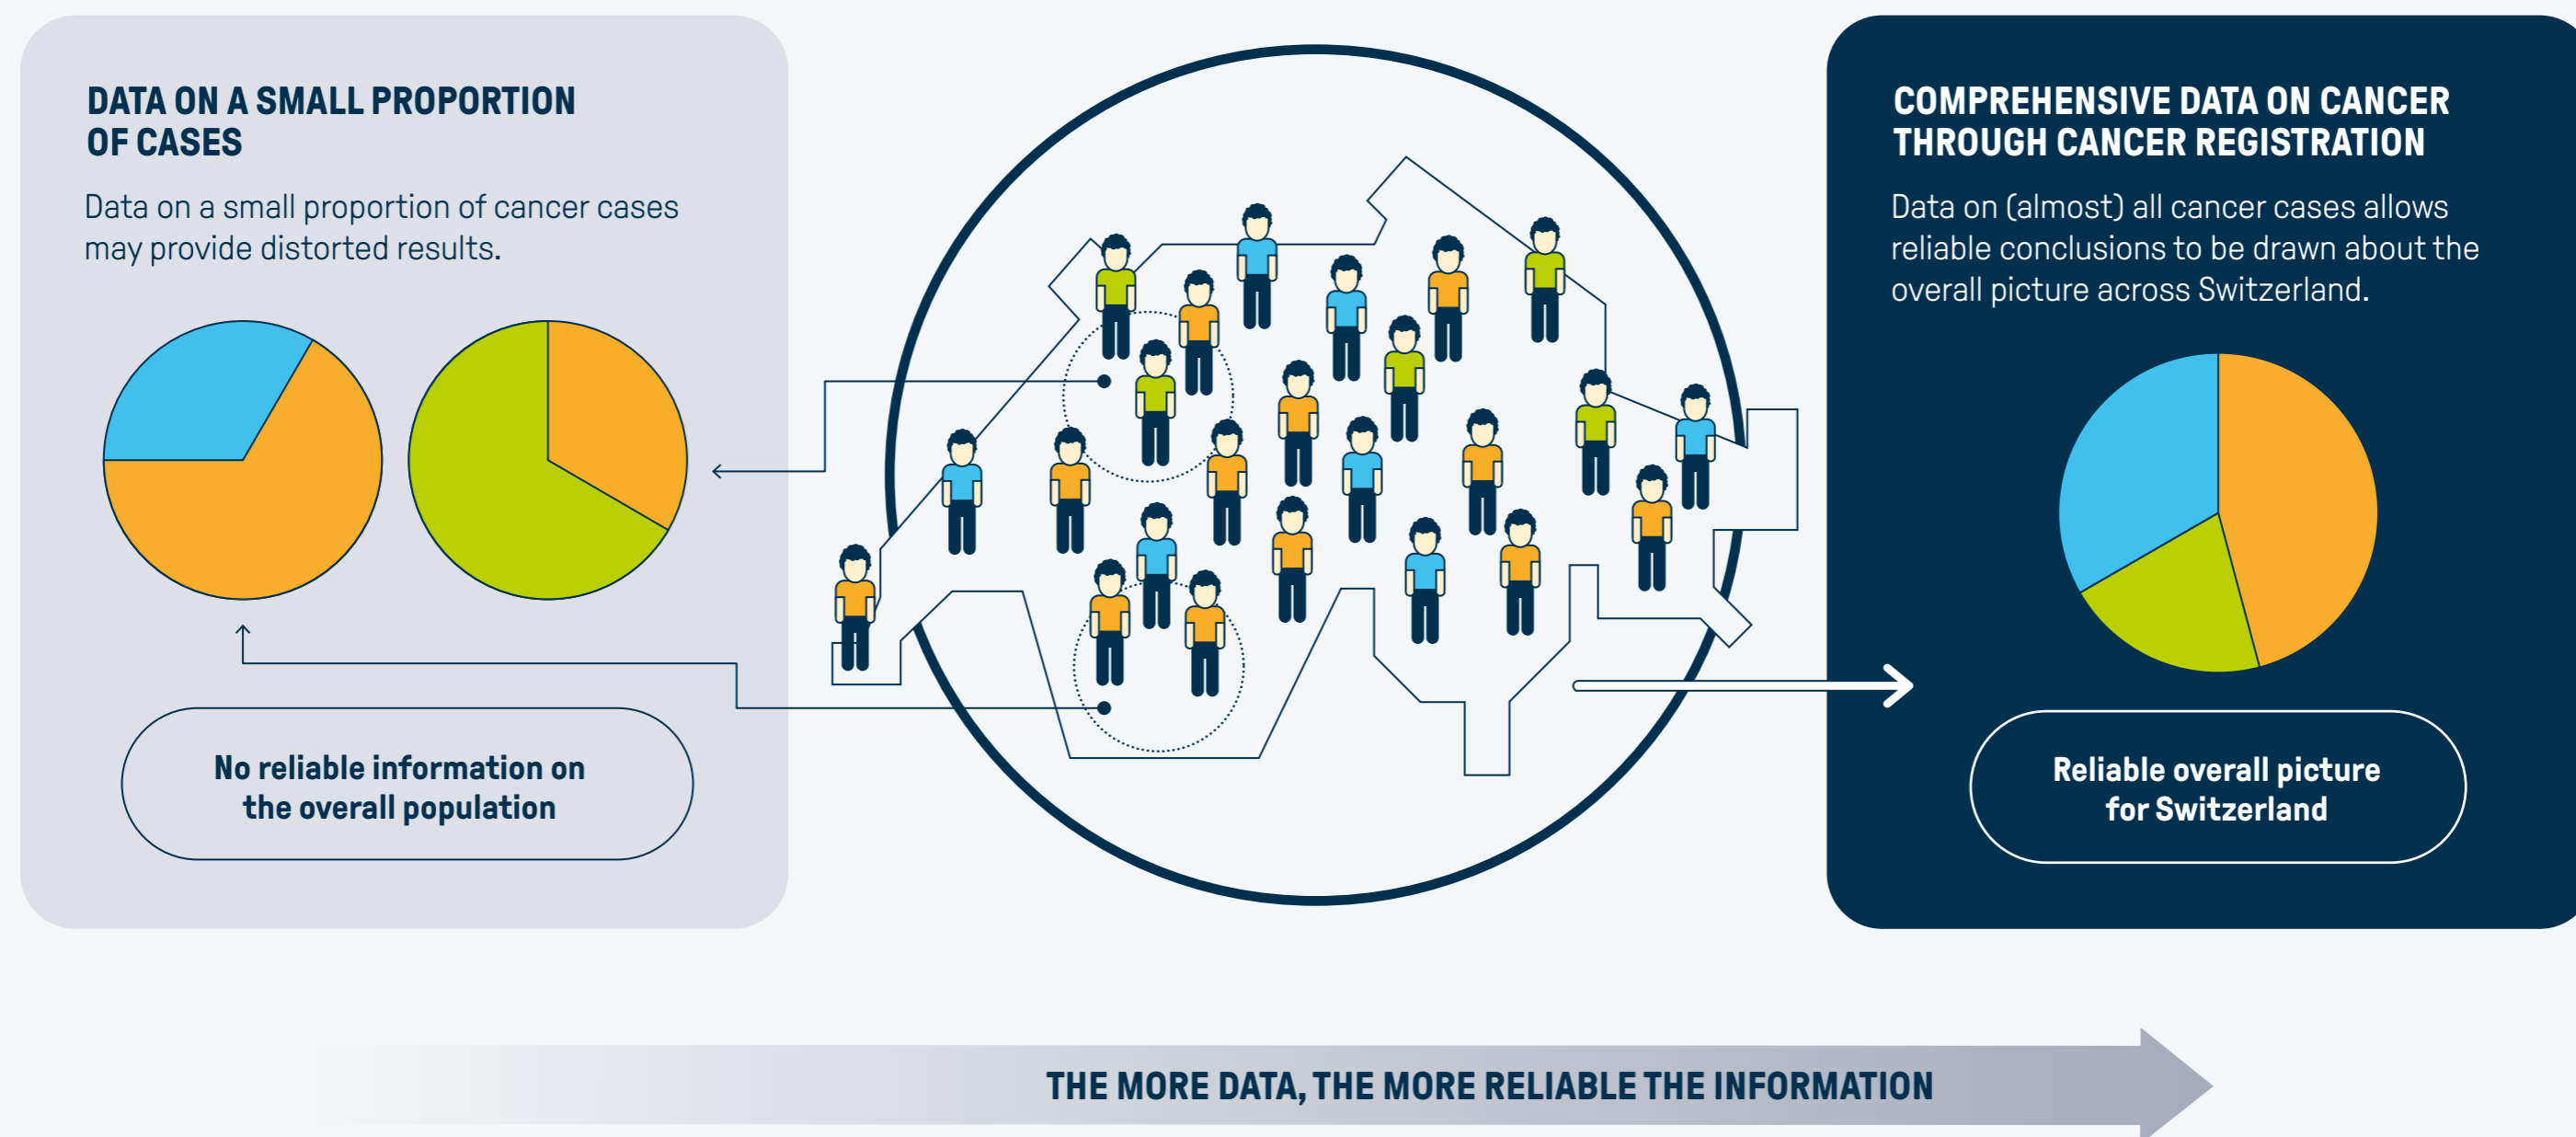 DATA ON A SMALL PROPORTION
OF CASES
Data on a small proportion of cancer cases
may provide distorted results.
No reliable information on
the overall population
COMPREHENSIVE DATA ON CANCER
THROUGH CANCER REGISTRATION
Data on (almost) all cancer cases allows
reliable conclusions to be drawn about the
overall picture across Switzerland.
Reliable overall picture
for Switzerland
THE MORE DATA, THE MORE RELIABLE THE INFORMATION